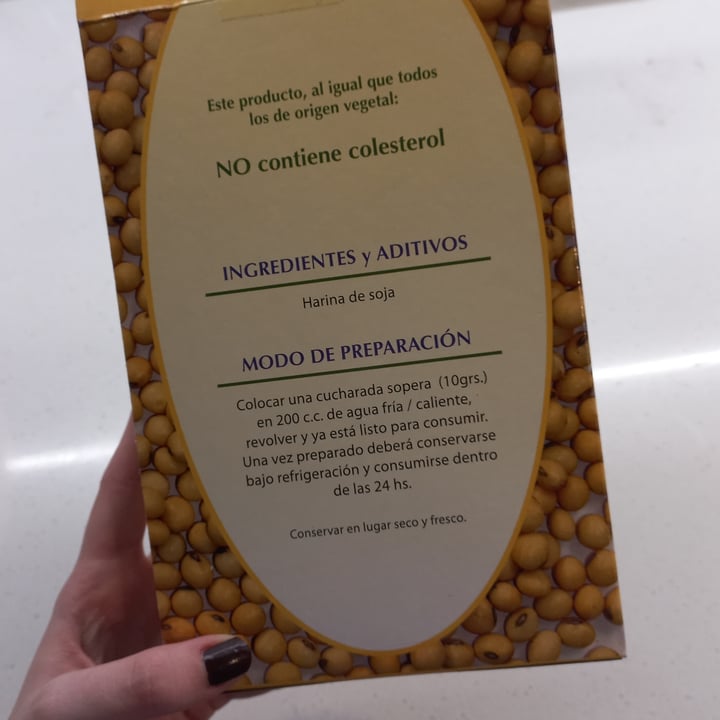 Este producto, al igual que todos
los de origen vegetal:
NO contiene colesterol
INGREDIENTES y ADITIVOS
Harina de soja
MODO DE PREPARACIÓN
Colocar una cucharada sopera (10grs.)
en 200 c.c. de agua fría / caliente,
revolver y ya está listo para consumir.
Una vez preparado deberá conservarse
bajo refrigeración y consumirse dentro
de las 24 hs.
Conservar en lugar seco y fresco.